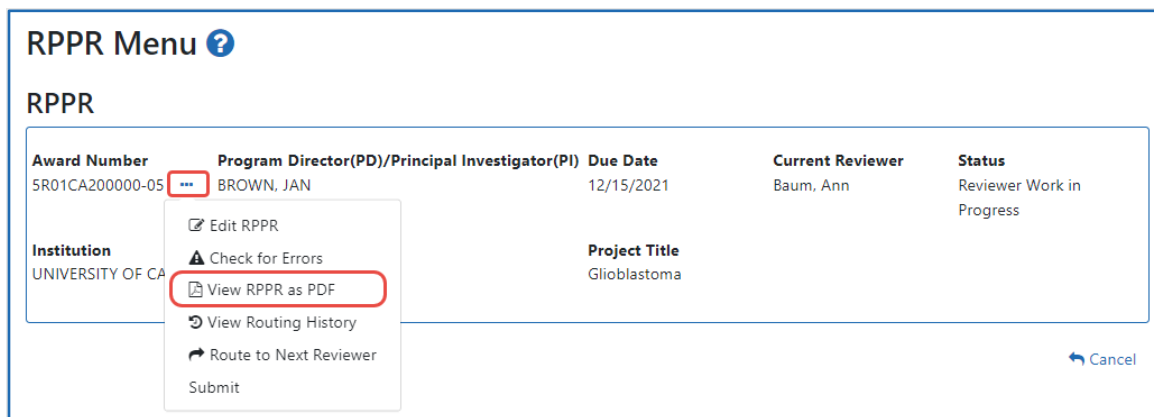 RPPR Menu ?
RPPR
Award Number Program Director(PD)/Principal Investigator(PI) Due Date Current Reviewer Status
5R01CA200000-05 ... BROWN, JAN 12/15/2021 Baum, Ann Reviewer Work in
Progress
Edit RPPR
Institution Project Title
Check for Errors
UNIVERSITY OF CA Glioblastoma
View RPPR as PDF
View Routing History
Route to Next Reviewer
Cancel
Submit